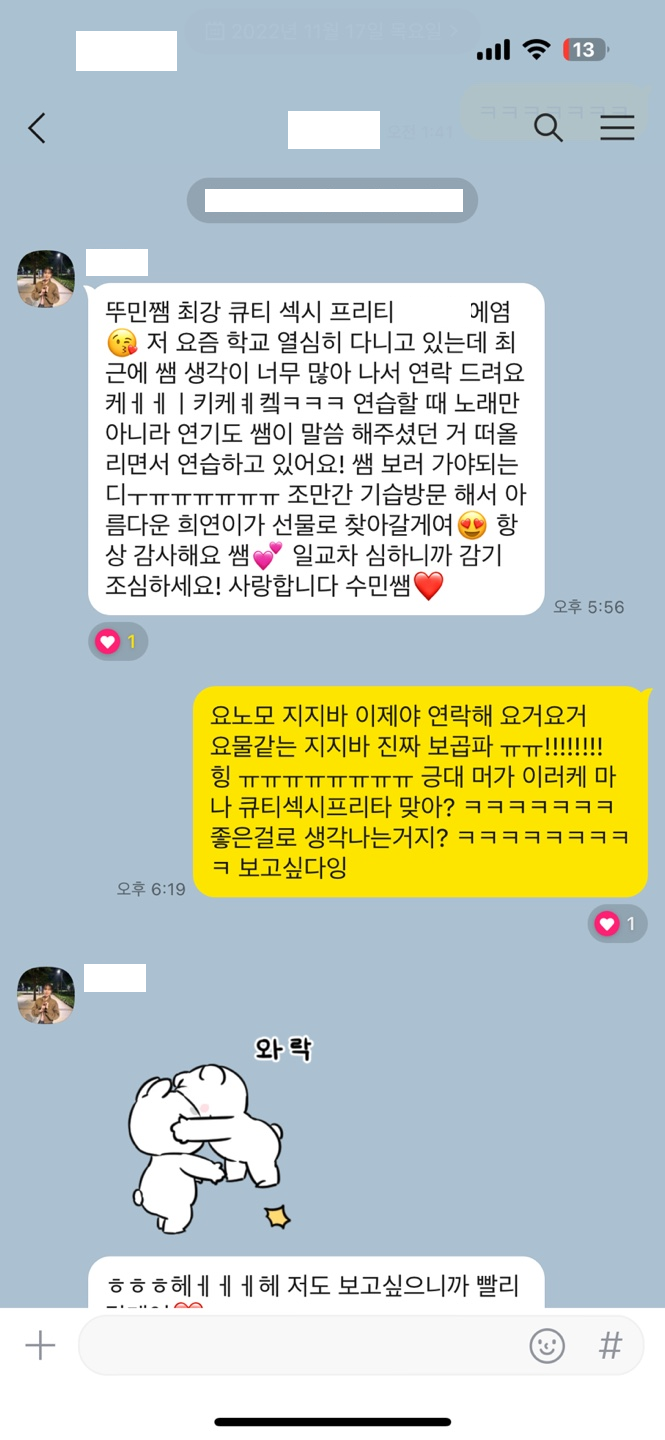 2022년 11월 17일 목요일
13
ㅋㅋㅋㅋㅋㅋㅋ
오전 1:41
뚜민쨈 최강 큐티 섹시 프리티 에염
😘 저 요즘 학교 열심히 다니고 있는데 최
근에 쌤 생각이 너무 많아 나서 연락 드려요
케ㅔㅔㅣ키케ㅖ켘ㅋㅋㅋ 연습할 때 노래만
아니라 연기도 쌤이 말씀 해주셨던 거 떠올
리면서 연습하고 있어요! 쌤 보러 가야되는
디ㅜㅠㅠㅠㅠㅠㅠ 조만간 기습방문 해서 아
름다운 희연이가 선물로 찾아갈게여😍 항
상 감사해요 쌤💕 일교차 심하니까 감기
조심하세요! 사랑합니다 수민쌤❤️
오후 5:56
1
요노모 지지바 이제야 연락해 요거요거
요물같은 지지바 진짜 보곱파 ㅠㅠ!!!!!!!!
힝 ㅠㅠㅠㅠㅠㅠㅠㅠ 긍대 머가 이러케 마
나 큐티섹시프리타 맞아? ㅋㅋㅋㅋㅋㅋㅋ
좋은걸로 생각나는거지? ㅋㅋㅋㅋㅋㅋㅋㅋ
ㅋ 보고싶다잉
오후 6:19
1
와락
ㅎㅎㅎ헤ㅔㅔㅔ헤 저도 보고싶으니까 빨리
#